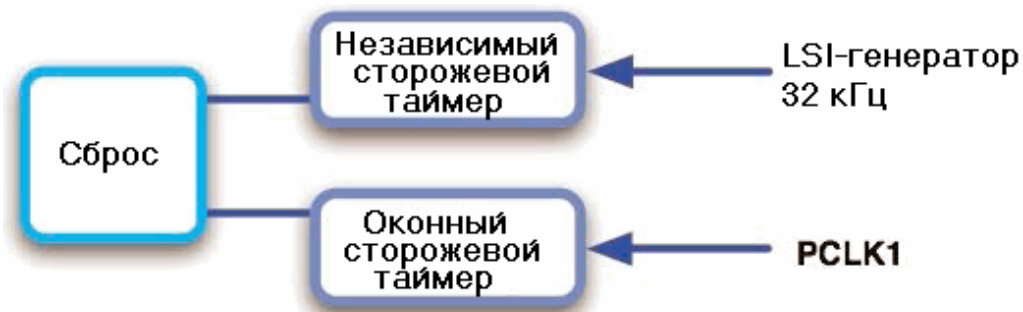 Независимый
сторожевой
таймер
LSI-генератор
32 кГц
Сброс
Оконный
сторожевой
таймер
PCLK1